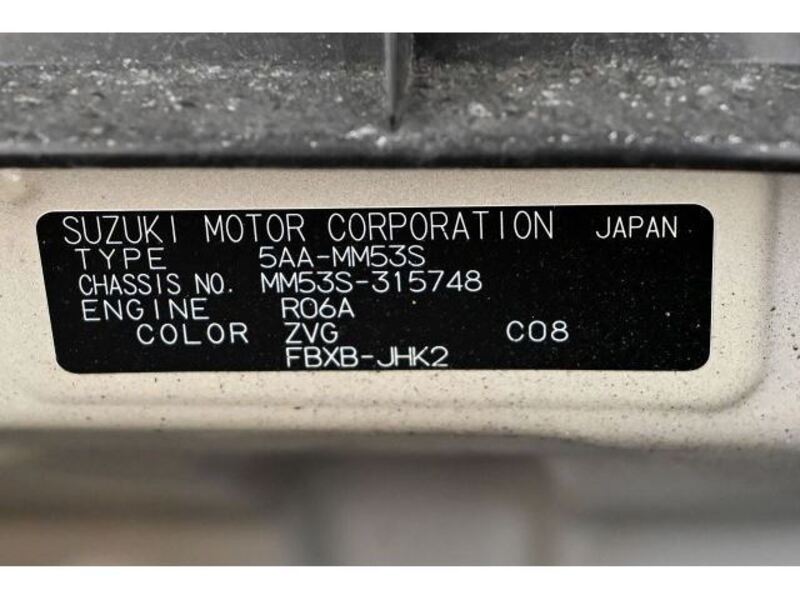 SUZUKI MOTOR CORPORATION JAPAN
TYPE 5AA-MM53S
CHASSIS NO. MM53S-315748
ENGINE R06A
COLOR ZVG C08
FBXB-JHK2